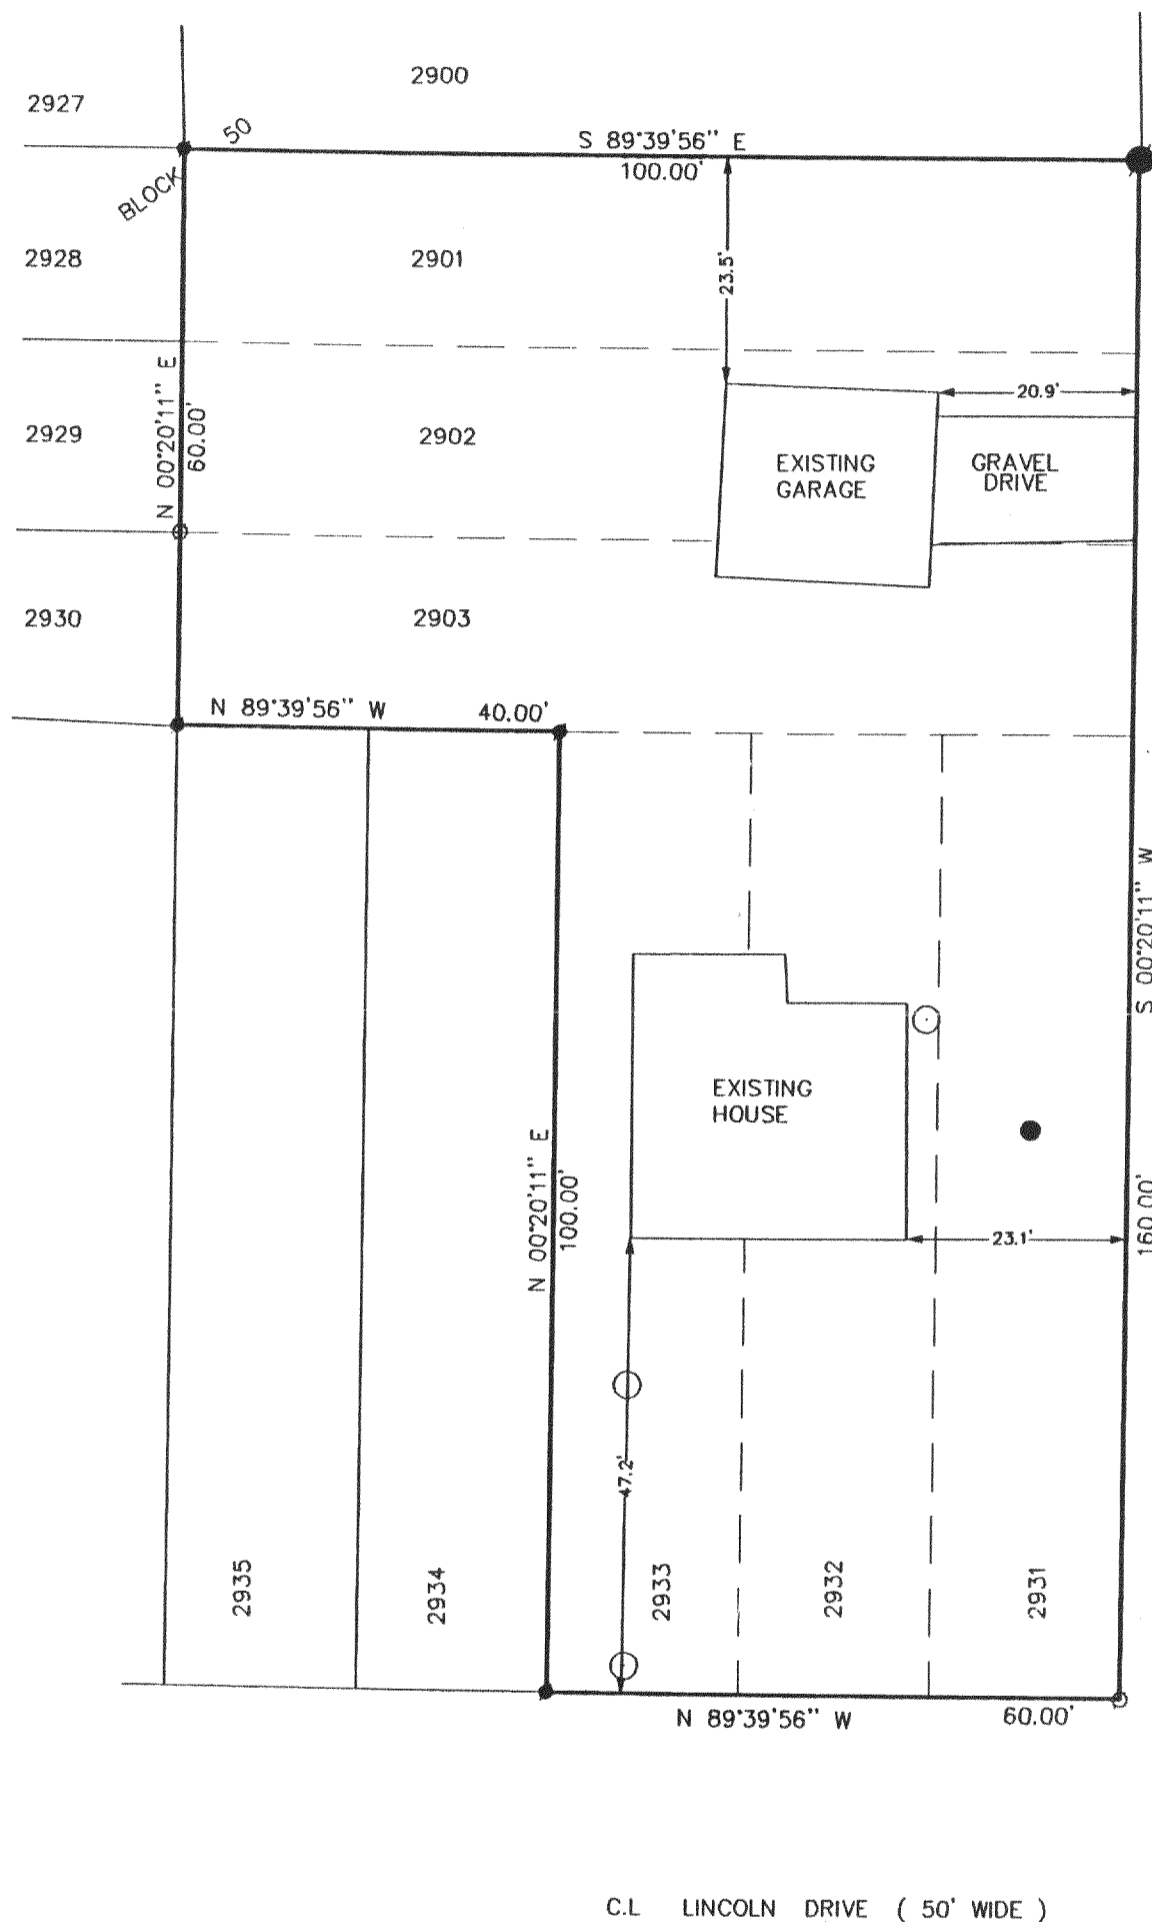 2900
2927
50
S 89°39'56" E
100.00'
BLOCK
2928
2901
23.5'
N 00°20'11" E
60.00'
20.9'
2929
2902
EXISTING
GARAGE
GRAVEL
DRIVE
2930
2903
N 89°39'56" W
40.00'
S 00°20'11" W
160.00'
EXISTING
HOUSE
N 00°20'11" E
100.00'
23.1'
47.2'
2935
2934
2933
2932
2931
N 89°39'56" W
60.00'
C.L LINCOLN DRIVE ( 50' WIDE )